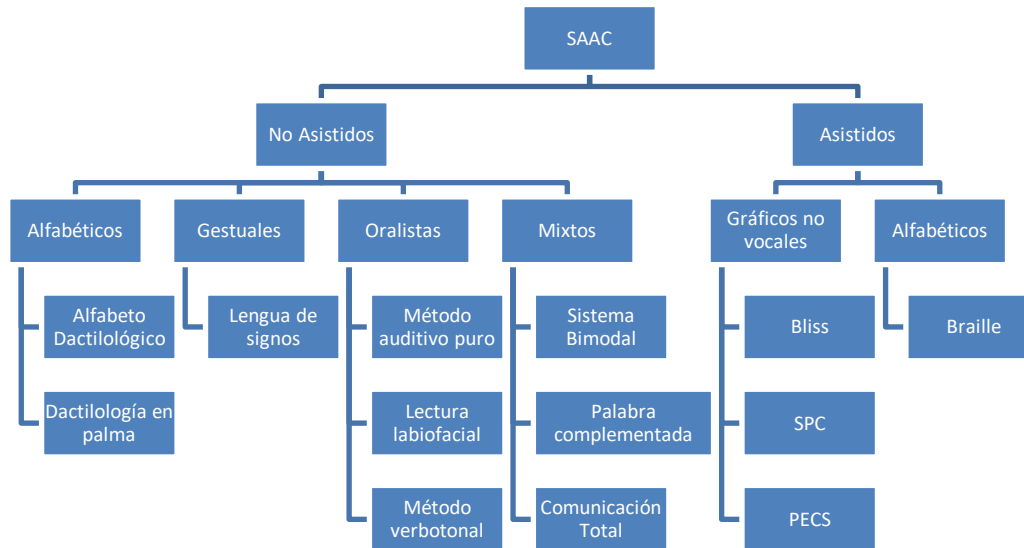 SAAC
No Asistidos
Asistidos
Alfabéticos
Gestuales
Oralistas
Mixtos
Gráficos no
vocales
Alfabéticos
Alfabeto
Dactilológico
Lengua de
signos
Método
auditivo puro
Sistema
Bimodal
Bliss
Braille
Dactilología en
palma
Lectura
labiofacial
Palabra
complementada
SPC
Método
verbotonal
Comunicación
Total
PECS